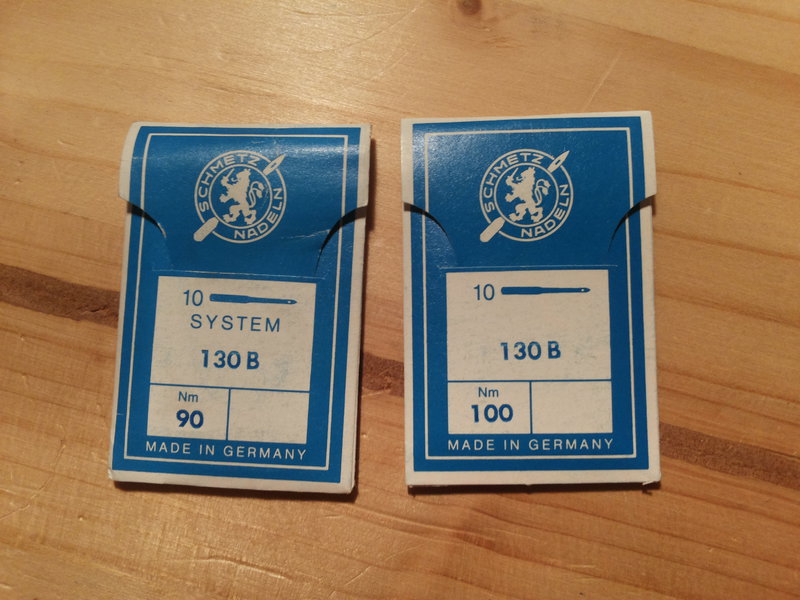 SCHMETZ
NADELN
10
SYSTEM
130 B
Nm
90
MADE IN GERMANY
SCHMETZ
NADELN
10
130 B
Nm
100
MADE IN GERMANY